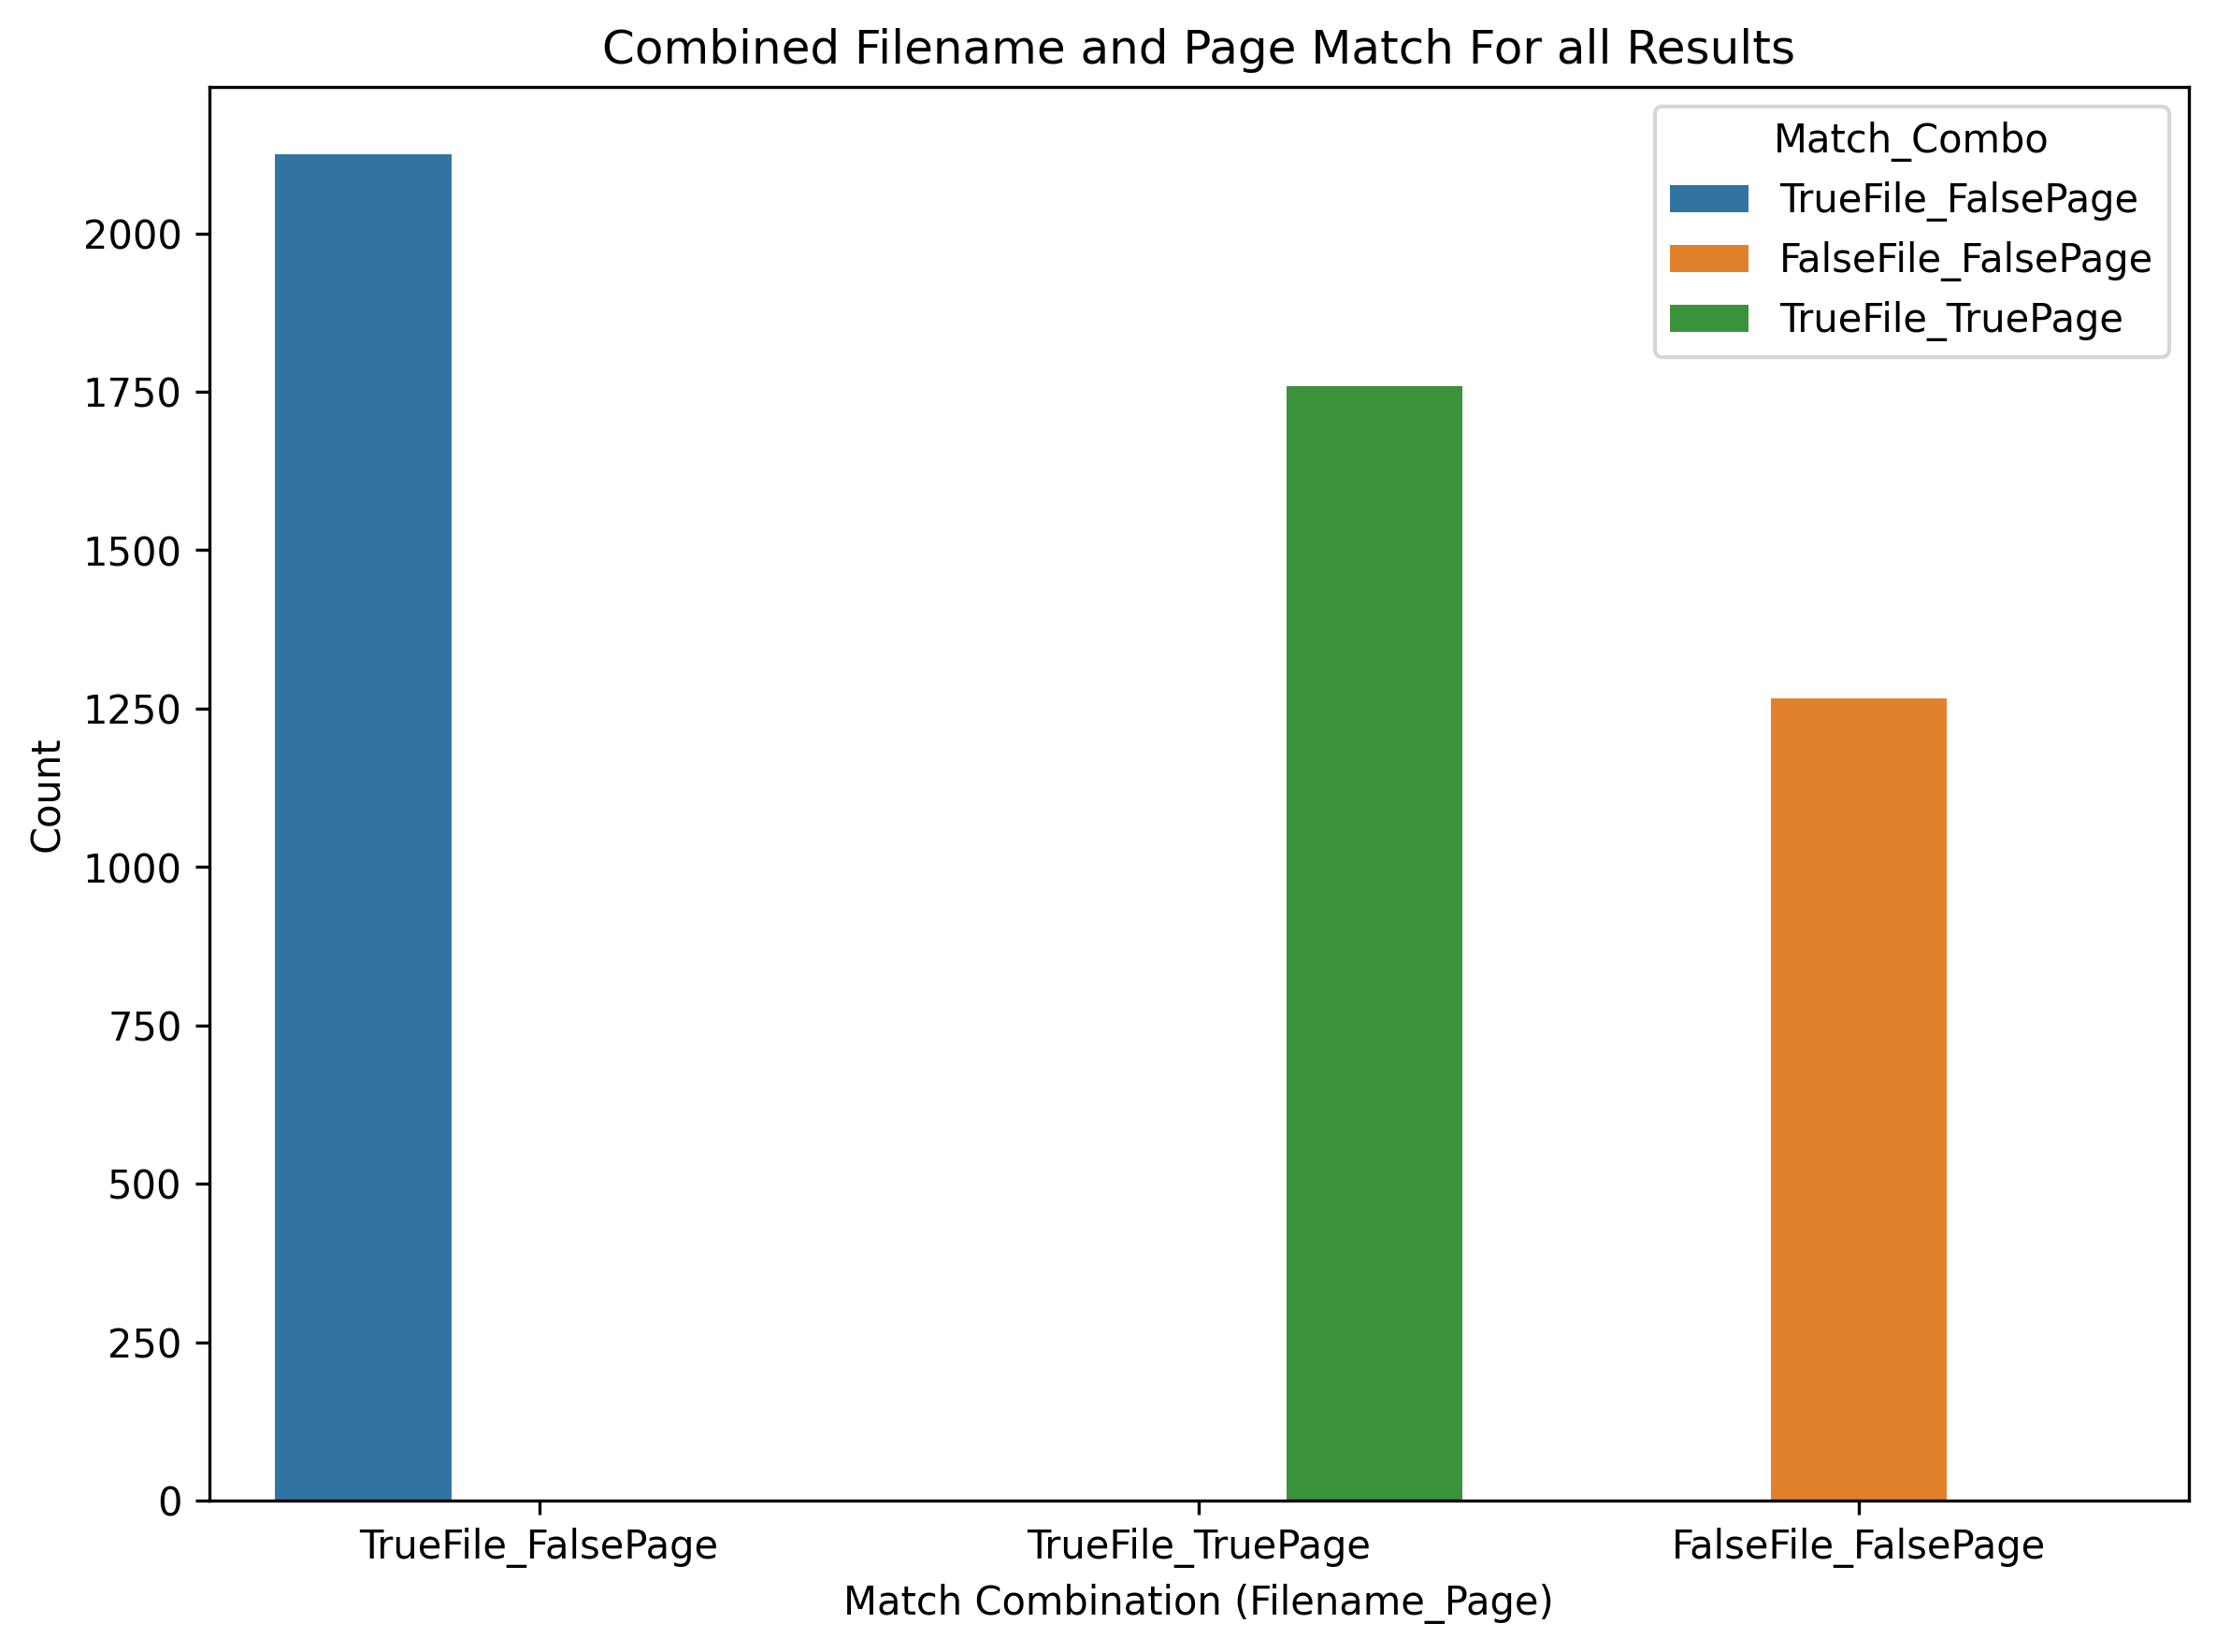 Combined Filename and Page Match For all Results
Match_Combo
TrueFile_FalsePage
FalseFile_FalsePage
TrueFile_TruePage
2000
1750
1500
1250
1000
750
500
250
0
Count
TrueFile_FalsePage
TrueFile_TruePage
FalseFile_FalsePage
Match Combination (Filename_Page)